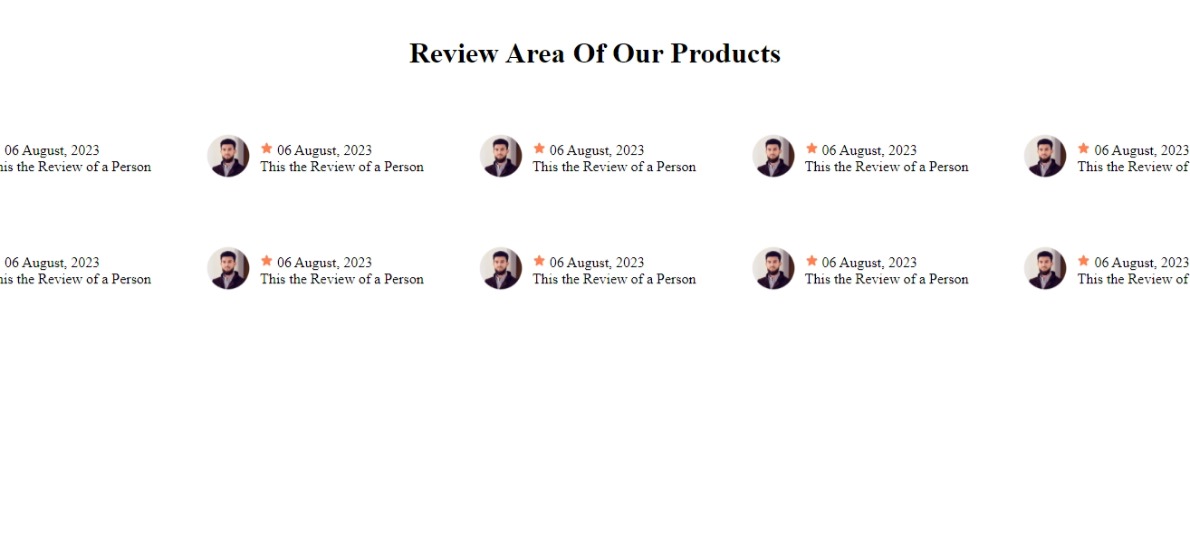 Review Area Of Our Products
06 August, 2023
the Review of a Person
06 August, 2023
This the Review of a Person
06 August, 2023
This the Review of a Person
06 August, 2023
This the Review of a Person
06 August, 2023
This the Review of
06 August, 2023
the Review of a Person
06 August, 2023
This the Review of a Person
06 August, 2023
This the Review of a Person
06 August, 2023
This the Review of a Person
06 August, 2023
This the Review of